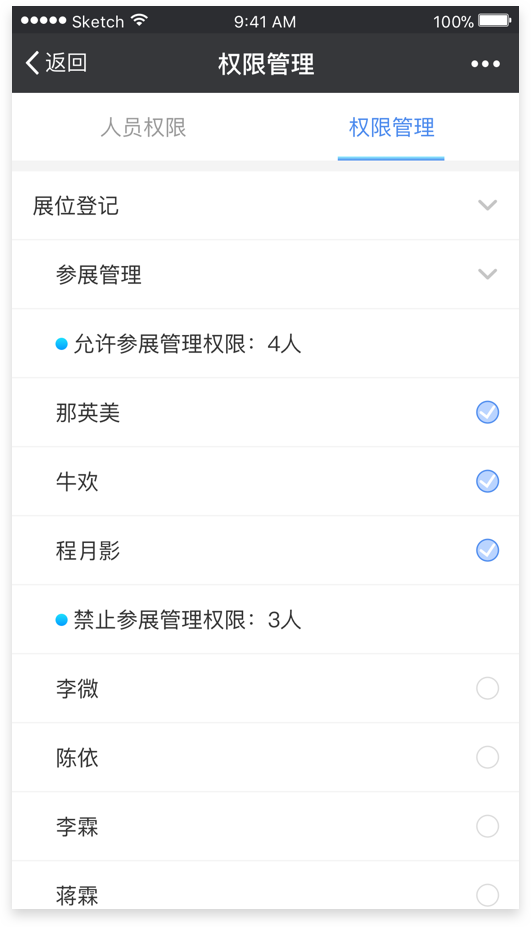 Sketch 9:41 AM 100%
返回 权限管理
人员权限 权限管理
展位登记
参展管理
允许参展管理权限：4人
那英美
牛欢
程月影
禁止参展管理权限：3人
李微
陈依
李霖
蒋霖